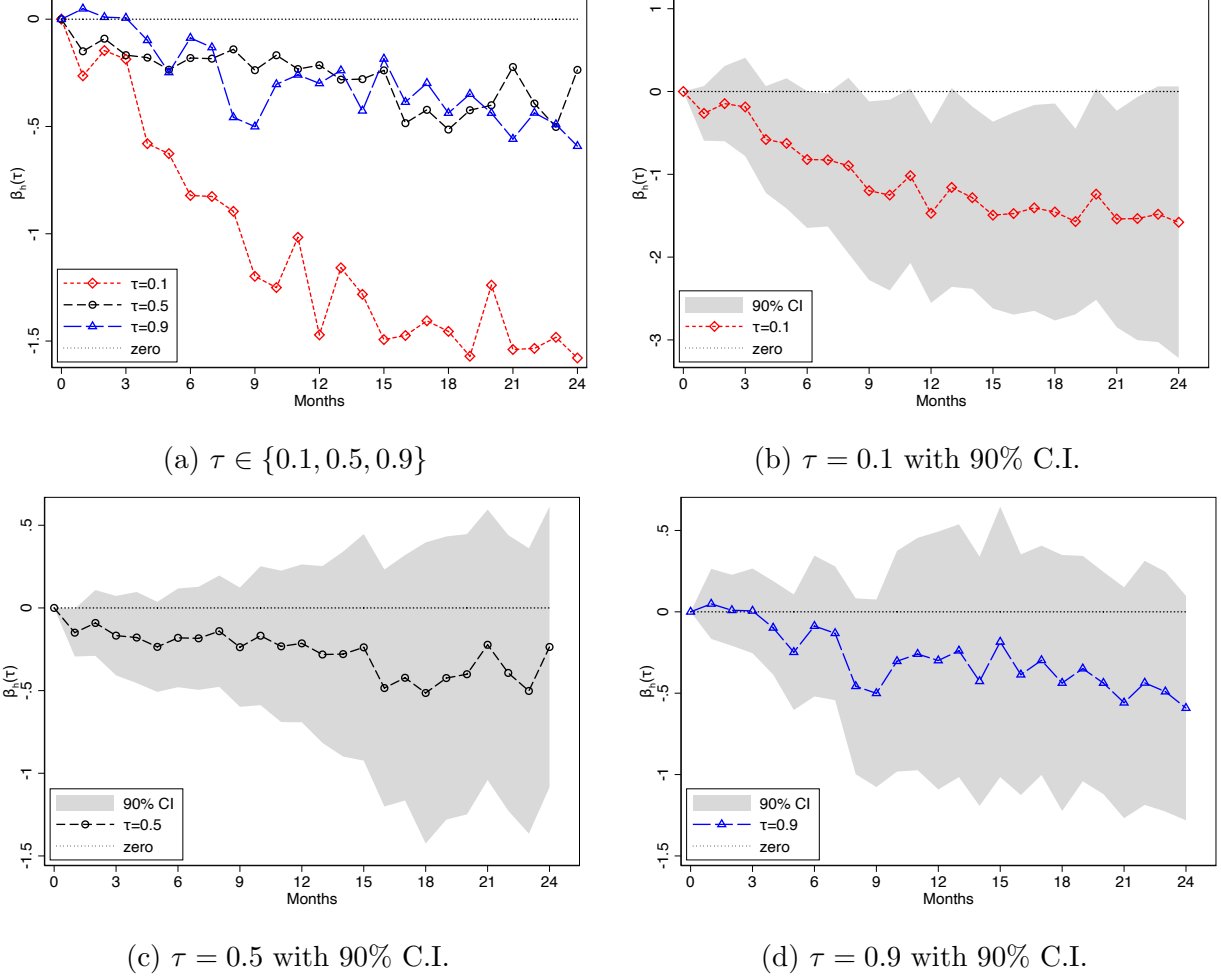 0
-.5
-1
-1.5
βₕ(τ)
τ=0.1
τ=0.5
τ=0.9
zero
0 3 6 9 12 15 18 21 24
Months
(a) τ ∈ {0.1, 0.5, 0.9}
1
0
-1
-2
-3
βₕ(τ)
90% CI
τ=0.1
zero
0 3 6 9 12 15 18 21 24
Months
(b) τ = 0.1 with 90% C.I.
.5
0
-.5
-1
-1.5
βₕ(τ)
90% CI
τ=0.5
zero
0 3 6 9 12 15 18 21 24
Months
(c) τ = 0.5 with 90% C.I.
.5
0
-.5
-1
-1.5
βₕ(τ)
90% CI
τ=0.9
zero
0 3 6 9 12 15 18 21 24
Months
(d) τ = 0.9 with 90% C.I.